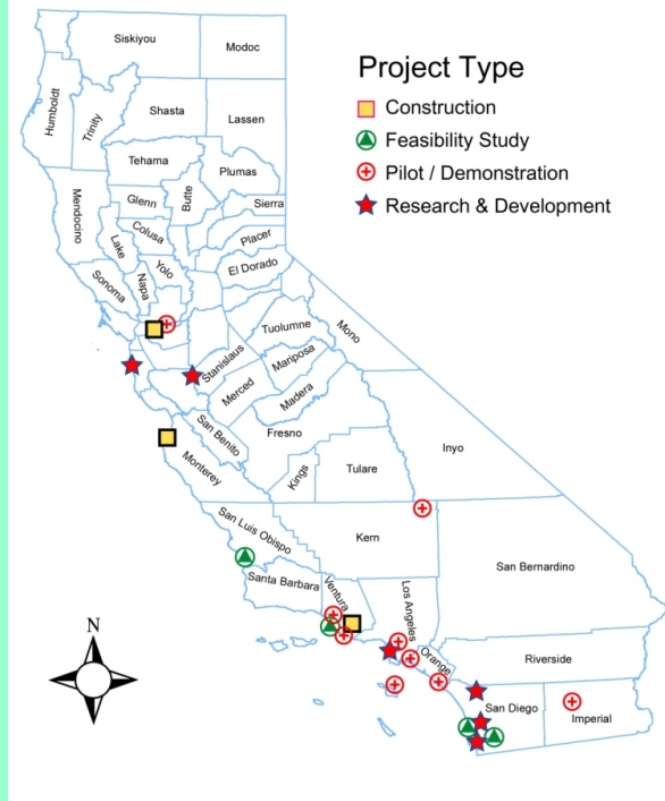 Project Type
Construction
Feasibility Study
Pilot / Demonstration
Research & Development
Siskiyou
Modoc
Humboldt
Trinity
Shasta
Lassen
Tehama
Plumas
Mendocino
Glenn
Butte
Sierra
Colusa
Lake
Placer
Yolo
El Dorado
Sonoma
Napa
Tuolumne
Mono
Stanislaus
Mariposa
Merced
Madera
San Benito
Fresno
Inyo
Monterey
Kings
Tulare
San Luis Obispo
Kern
San Bernardino
Santa Barbara
Ventura
Los Angeles
Orange
Riverside
San Diego
Imperial
N